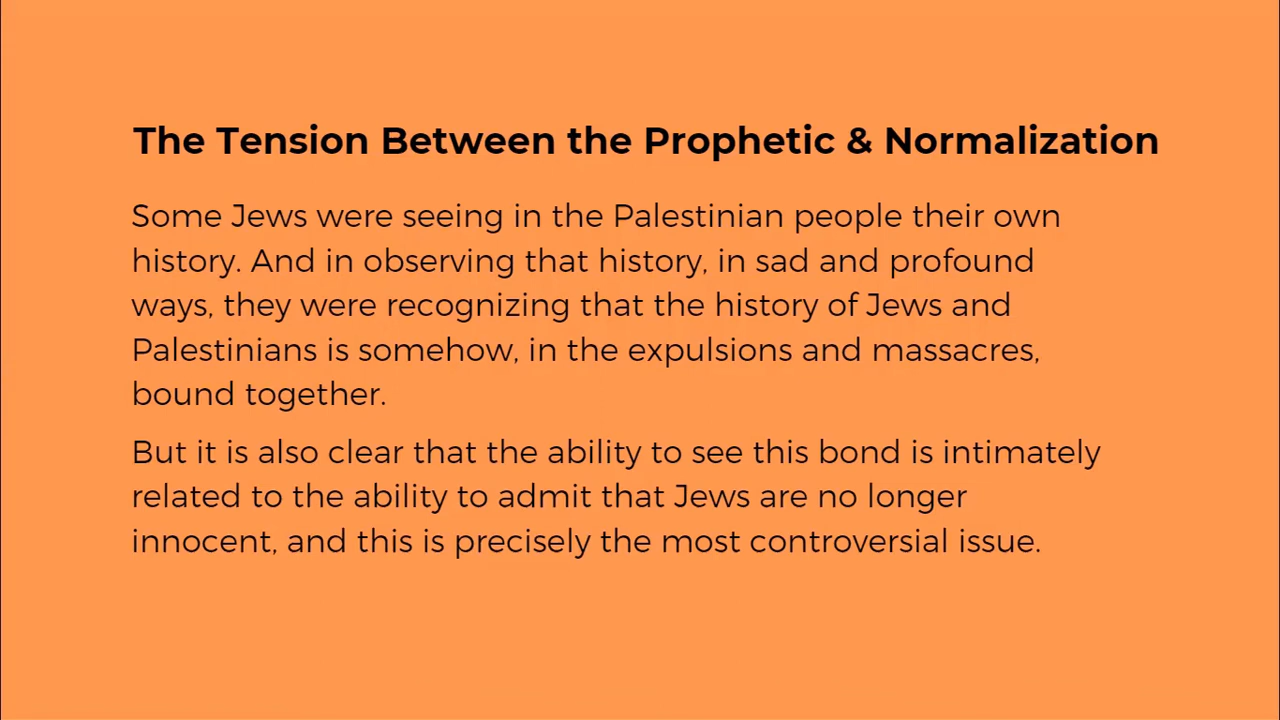 The Tension Between the Prophetic & Normalization
Some Jews were seeing in the Palestinian people their own
history. And in observing that history, in sad and profound
ways, they were recognizing that the history of Jews and
Palestinians is somehow, in the expulsions and massacres,
bound together.
But it is also clear that the ability to see this bond is intimately
related to the ability to admit that Jews are no longer
innocent, and this is precisely the most controversial issue.